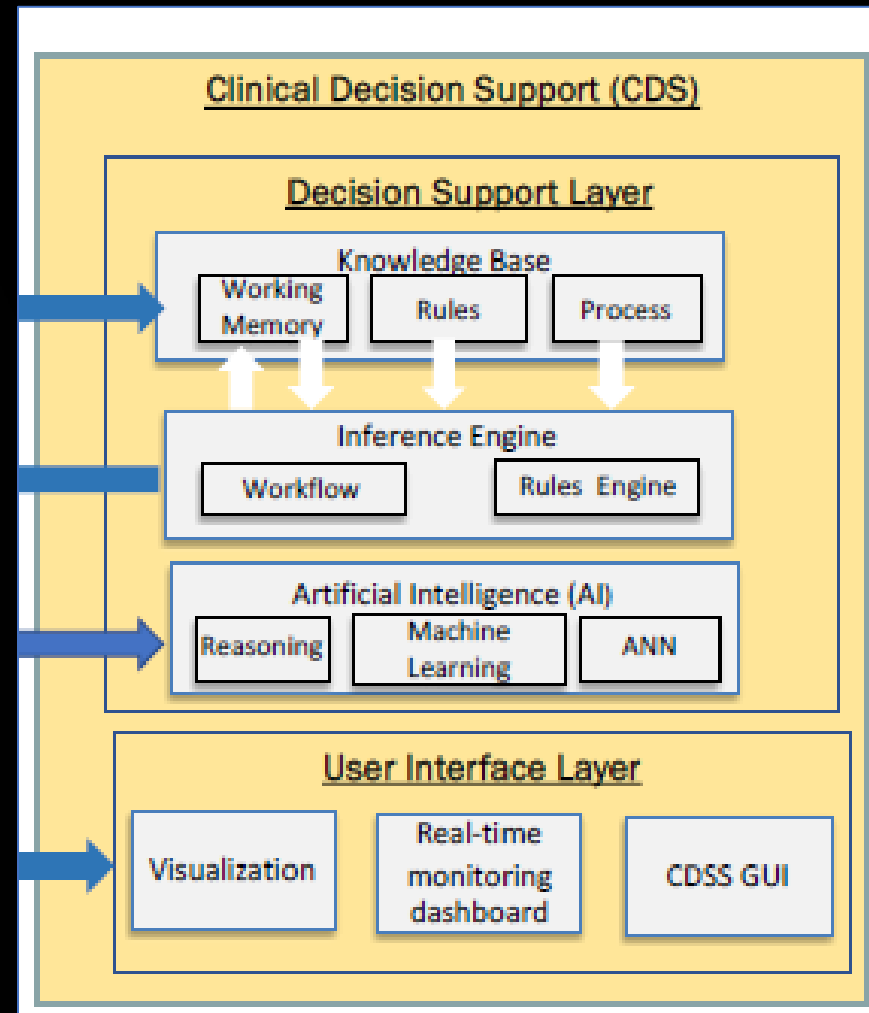 Clinical Decision Support (CDS)
Decision Support Layer
Knowledge Base
Working
Memory
Rules
Process
Inference Engine
Workflow
Rules Engine
Artificial Intelligence (AI)
Reasoning
Machine
Learning
ANN
User Interface Layer
Visualization
Real-time
monitoring
dashboard
CDSS GUI